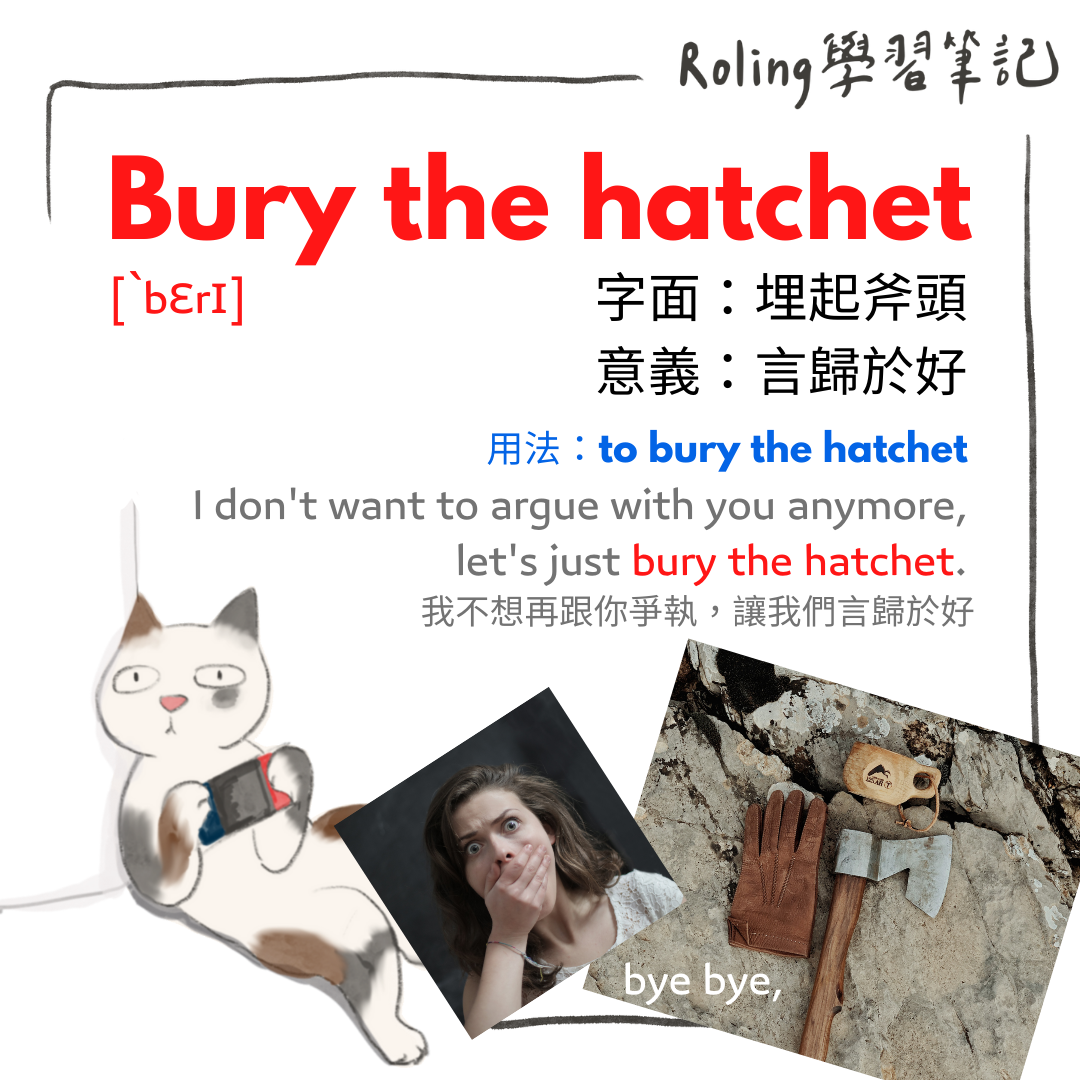 Roling學習筆記
Bury the hatchet
[ˋbɛrɪ]
字面：埋起斧頭
意義：言歸於好
用法：to bury the hatchet
I don't want to argue with you anymore,
let's just bury the hatchet.
我不想再跟你爭執，讓我們言歸於好
bye bye,